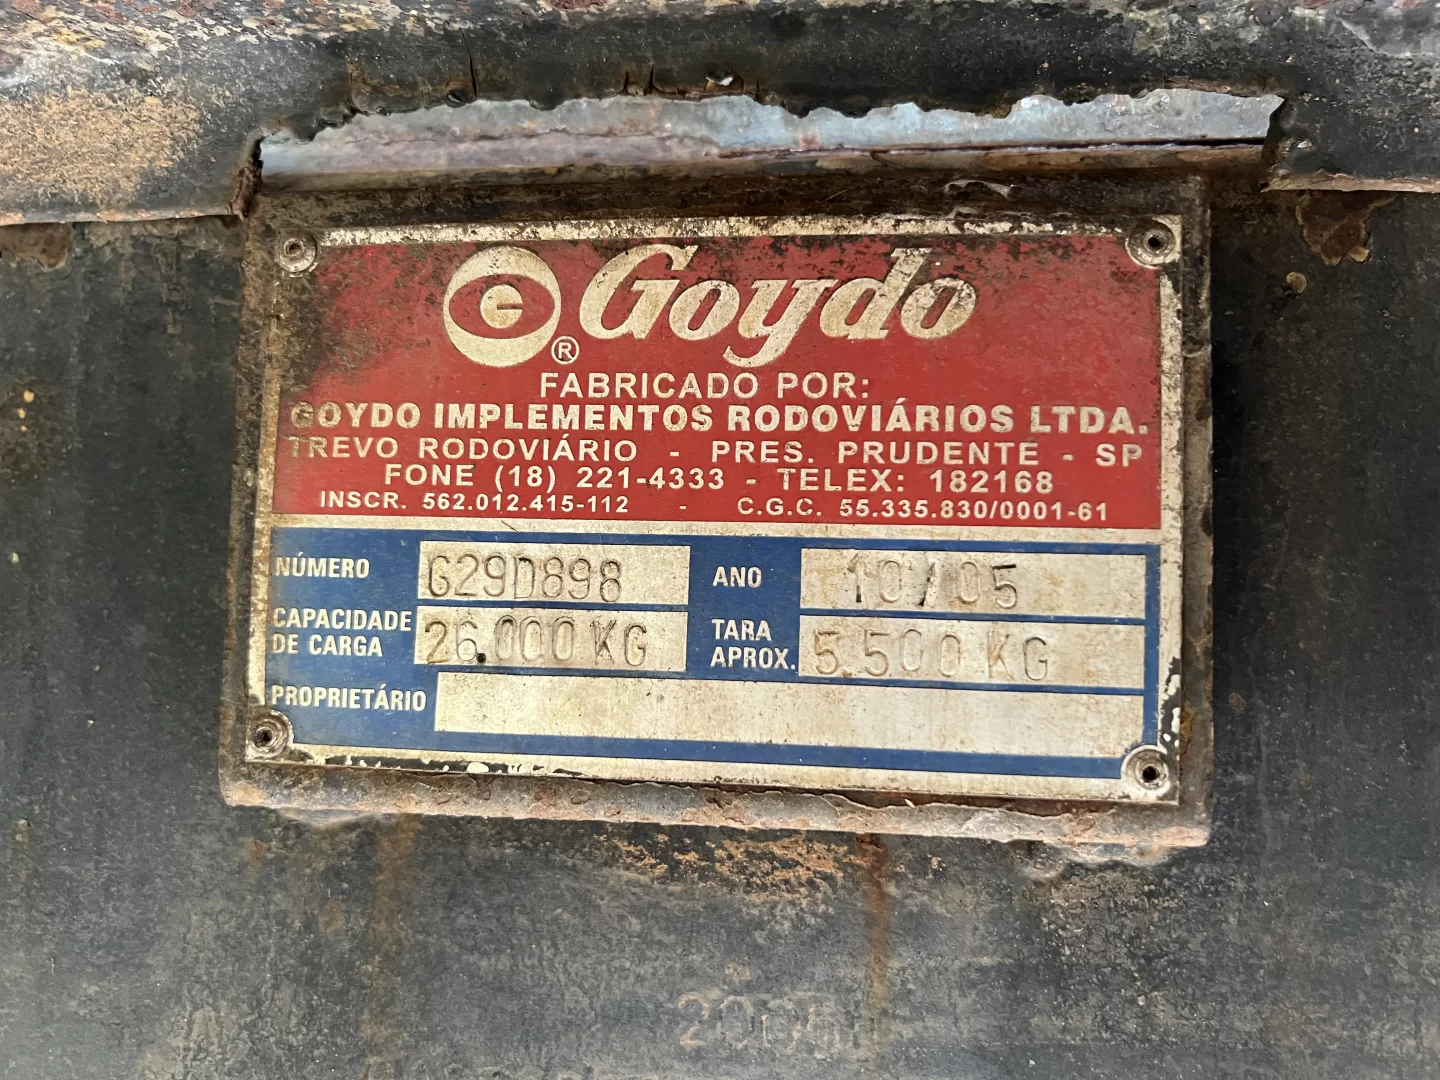 G ® Goydo
FABRICADO POR:
GOYDO IMPLEMENTOS RODOVIÁRIOS LTDA.
TREVO RODOVIÁRIO - PRES. PRUDENTE - SP
FONE (18) 221-4333 - TELEX: 182168
INSCR. 562.012.415-112 - C.G.C. 55.335.830/0001-61
NÚMERO G29D898 ANO 10/05
CAPACIDADE DE CARGA 26.000 KG TARA APROX. 5.500 KG
PROPRIETÁRIO
2005